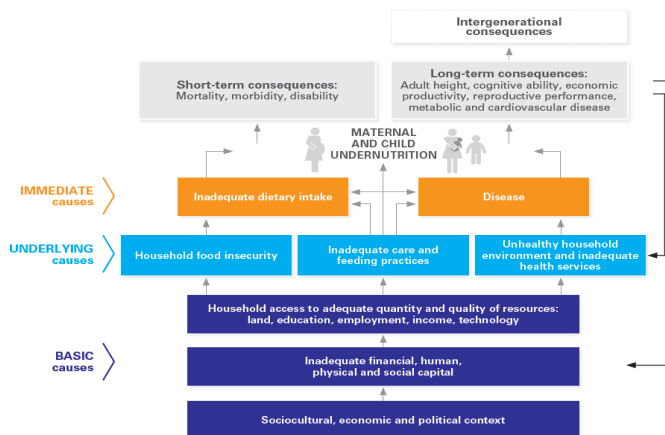 Intergenerational
consequences
Short-term consequences:
Mortality, morbidity, disability
Long-term consequences:
Adult height, cognitive ability, economic
productivity, reproductive performance,
metabolic and cardiovascular disease
MATERNAL
AND CHILD
UNDERNUTRITION
IMMEDIATE
causes
Inadequate dietary intake
Disease
UNDERLYING
causes
Household food insecurity
Inadequate care and
feeding practices
Unhealthy household
environment and inadequate
health services
Household access to adequate quantity and quality of resources:
land, education, employment, income, technology
BASIC
causes
Inadequate financial, human,
physical and social capital
Sociocultural, economic and political context